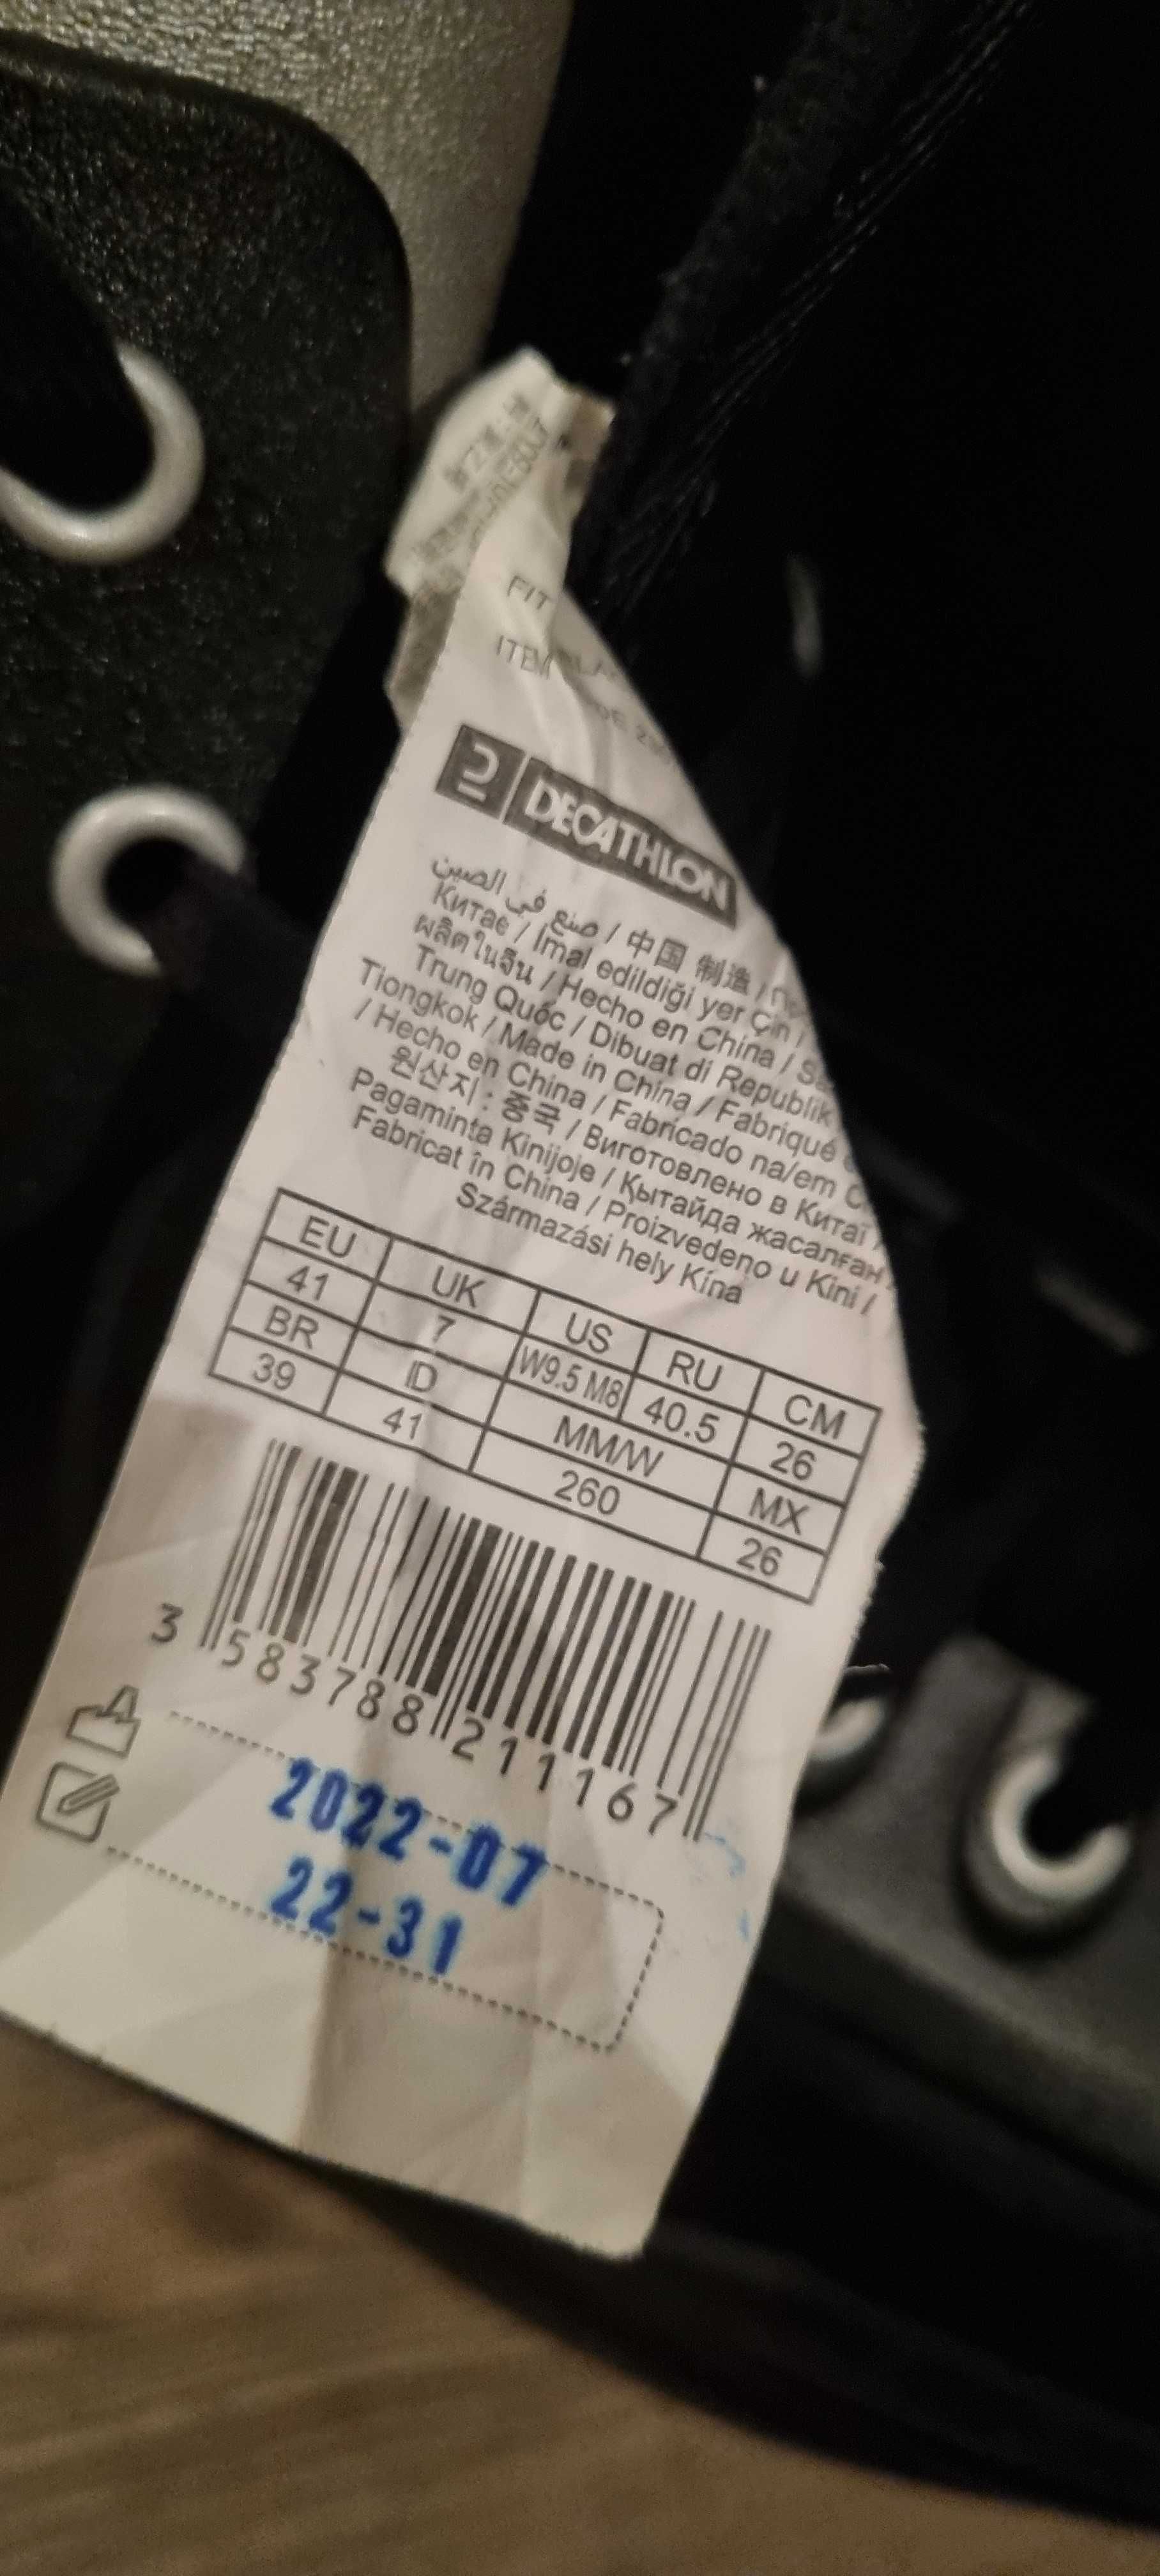 FIT
ITEM
DECATHLON
صنع في الصين / 中国 制造 /
Китае / Imal edildiği yer Çin /
ผลิตในจีน / Hecho en China /
Trung Quốc / Dibuat di Republik
Tiongkok / Made in China / Fabriqué
/ Hecho en China / Fabricado na/em
원산지 : 중국 / Виготовлено в Китаї /
Pagaminta Kinijoje / Қытайда жасалған
Fabricat în China / Proizvedeno u Kini /
Származási hely Kína
EU UK US RU CM
41 7 W9.5 M8 40.5 26
BR ID MM/W MX
39 41 260 26
3 583788 211167
2022-07
22-31